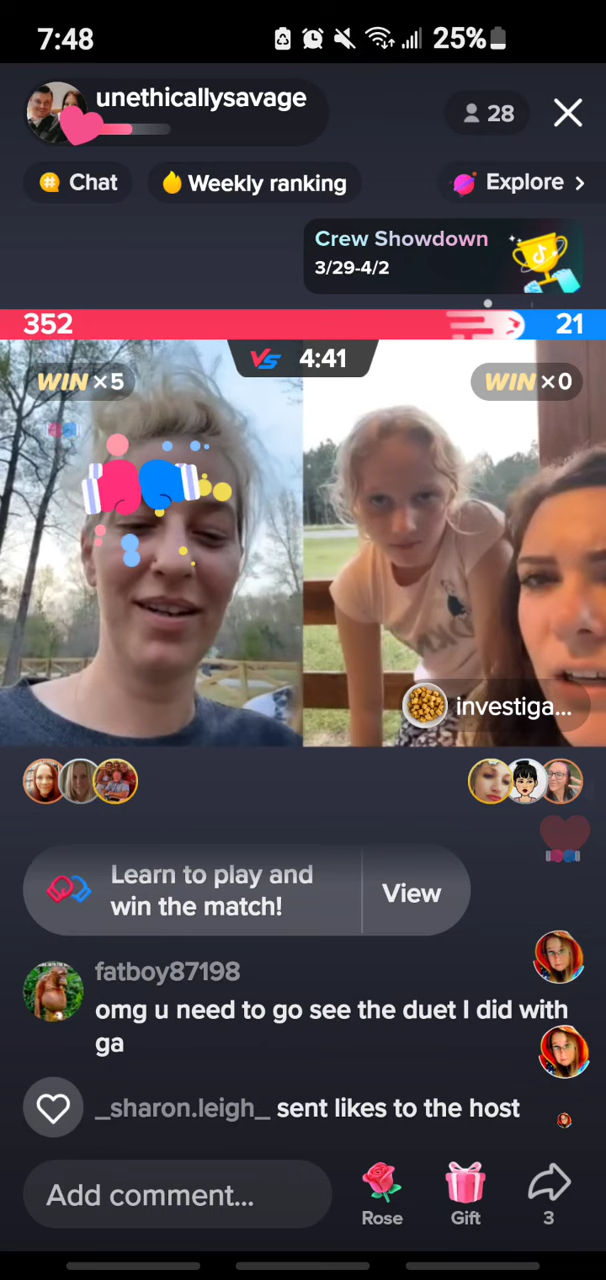 7:48
25%
unethicallysavage
28
Chat
Weekly ranking
Explore >
Crew Showdown
3/29-4/2
352
21
VS 4:41
WIN ×5
WIN ×0
investiga...
Learn to play and
win the match!
View
fatboy87198
omg u need to go see the duet I did with
ga
_sharon.leigh_ sent likes to the host
Add comment...
Rose
Gift
3